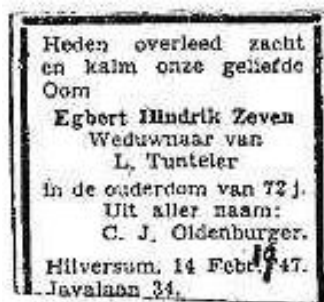 Heden overleed zacht
en kalm onze geliefde
Oom
Egbert Hindrik Zeven
Weduwnaar van
L. Tunteler
in de ouderdom van 72 j.
Uit aller naam:
C. J. Oldenburger.
Hilversum, 14 Febr. '47.
Javalaan 34.